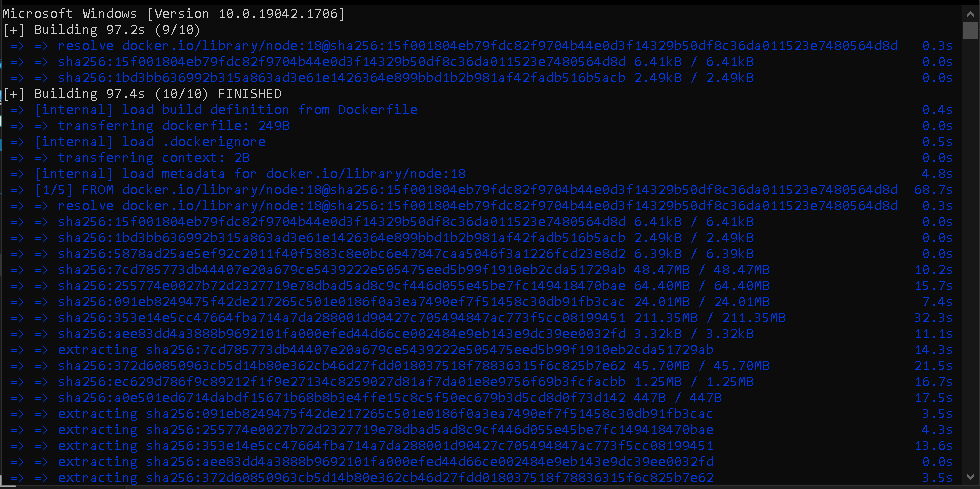 Microsoft Windows [Version 10.0.19042.1706]
[+] Building 97.2s (9/10)
=> => resolve docker.io/library/node:18@sha256:15f001804eb79fdc82f9704b44e0d3f14329b50df8c36da011523e7480564d8d 0.3s
=> => sha256:15f001804eb79fdc82f9704b44e0d3f14329b50df8c36da011523e7480564d8d 6.41kB / 6.41kB 0.0s
=> => sha256:1bd3bb636992b315a863ad3e61e1426364e899bbd1b2b981af42fadb516b5acb 2.49kB / 2.49kB 0.0s
[+] Building 97.4s (10/10) FINISHED
=> [internal] load build definition from Dockerfile 0.4s
=> => transferring dockerfile: 249B 0.0s
=> [internal] load .dockerignore 0.5s
=> => transferring context: 2B 0.0s
=> [internal] load metadata for docker.io/library/node:18 4.8s
=> [1/5] FROM docker.io/library/node:18@sha256:15f001804eb79fdc82f9704b44e0d3f14329b50df8c36da011523e7480564d8d 68.7s
=> => resolve docker.io/library/node:18@sha256:15f001804eb79fdc82f9704b44e0d3f14329b50df8c36da011523e7480564d8d 0.3s
=> => sha256:15f001804eb79fdc82f9704b44e0d3f14329b50df8c36da011523e7480564d8d 6.41kB / 6.41kB 0.0s
=> => sha256:1bd3bb636992b315a863ad3e61e1426364e899bbd1b2b981af42fadb516b5acb 2.49kB / 2.49kB 0.0s
=> => sha256:5878ad25ae5ef92c2011f40f5883c8e0bc6e47847caa5046f3a1226fcd23e8d2 6.39kB / 6.39kB 0.0s
=> => sha256:7cd785773db44407e20a679ce5439222e505475eed5b99f1910eb2cda51729ab 48.47MB / 48.47MB 10.2s
=> => sha256:255774e0027b72d2327719e78dbad5ad8c9cf446d055e45be7fc149418470bae 64.40MB / 64.40MB 15.7s
=> => sha256:091eb8249475f42de217265c501e0186f0a3ea7490ef7f51458c30db91fb3cac 24.01MB / 24.01MB 7.4s
=> => sha256:353e14e5cc47664fba714a7da288001d90427c705494847ac773f5cc08199451 211.35MB / 211.35MB 32.3s
=> => sha256:aee83dd4a3888b9692101fa000efed44d66ce002484e9eb143e9dc39ee0032fd 3.32kB / 3.32kB 11.1s
=> => extracting sha256:7cd785773db44407e20a679ce5439222e505475eed5b99f1910eb2cda51729ab 14.3s
=> => sha256:372d60850963cb5d14b80e362cb46d27fdd018037518f78836315f6c825b7e62 45.70MB / 45.70MB 21.5s
=> => sha256:ec629d786f9c89212f1f9e27134c8259027d81af7da01e8e9756f69b3fcfacbb 1.25MB / 1.25MB 16.7s
=> => sha256:a0e501ed6714dabdf15671b68b8b3e4ffe15c8c5f50ec679b3d5cd8d0f73d142 447B / 447B 17.5s
=> => extracting sha256:091eb8249475f42de217265c501e0186f0a3ea7490ef7f51458c30db91fb3cac 3.5s
=> => extracting sha256:255774e0027b72d2327719e78dbad5ad8c9cf446d055e45be7fc149418470bae 4.3s
=> => extracting sha256:353e14e5cc47664fba714a7da288001d90427c705494847ac773f5cc08199451 13.6s
=> => extracting sha256:aee83dd4a3888b9692101fa000efed44d66ce002484e9eb143e9dc39ee0032fd 0.0s
=> => extracting sha256:372d60850963cb5d14b80e362cb46d27fdd018037518f78836315f6c825b7e62 3.5s